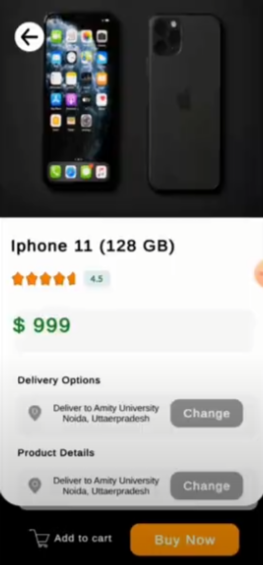 Iphone 11 (128 GB)
4.5
$ 999
Delivery Options
Deliver to Amity University
Noida, Uttaerpradesh
Change
Product Details
Deliver to Amity University
Noida, Uttaerpradesh
Change
Add to cart
Buy Now